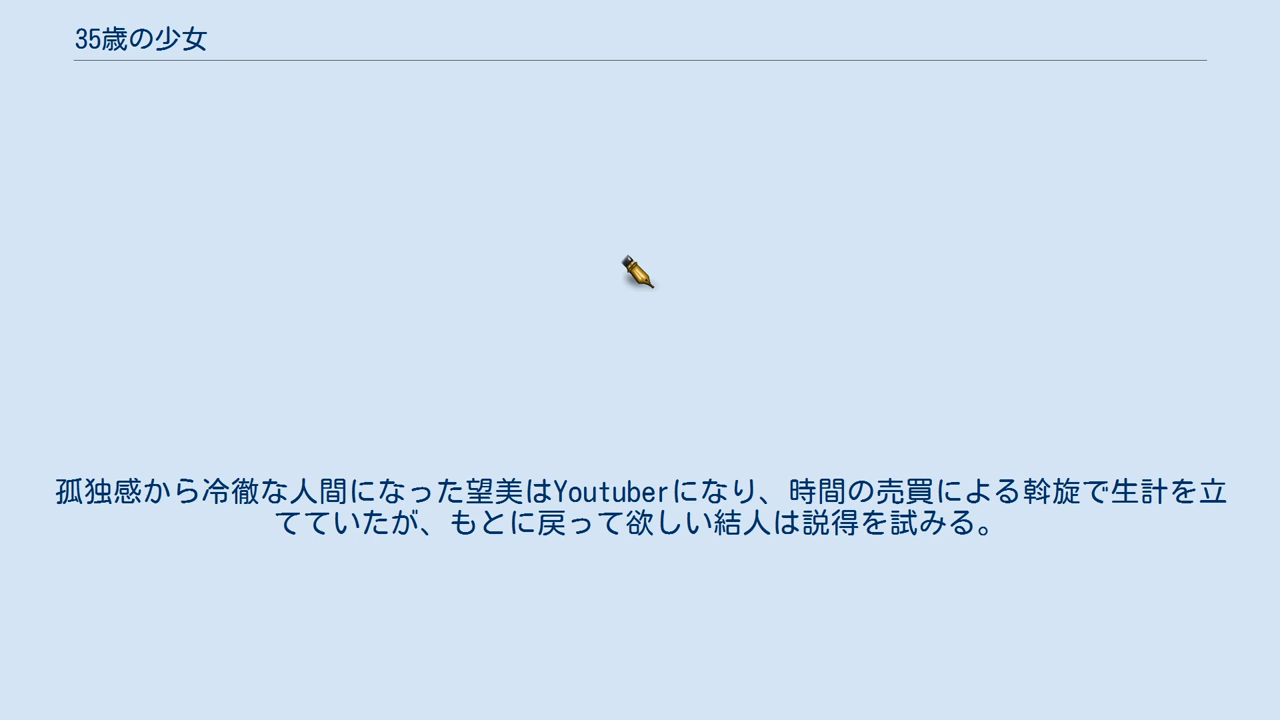 35歳の少女
孤独感から冷徹な人間になった望美はYoutuberになり、時間の売買による斡旋で生計を立
てていたが、もとに戻って欲しい結人は説得を試みる。